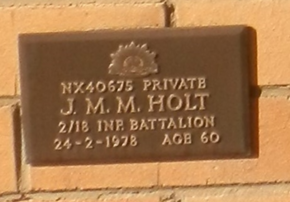 NX40675 PRIVATE
J. M. M. HOLT
2/18 INF. BATTALION
24-2-1978 AGE 60